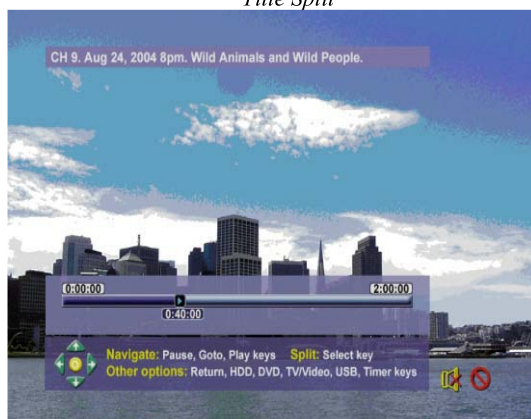 Title Split
CH 9. Aug 24, 2004 8pm. Wild Animals and Wild People.
0:00:00
2:00:00
0:40:00
Navigate: Pause, Goto, Play keys Split: Select key
Other options: Return, HDD, DVD, TV/Video, USB, Timer keys